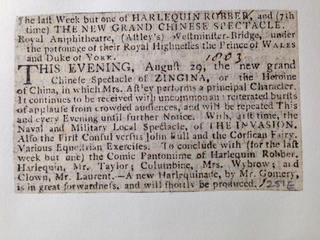 The last Week but one of HARLEQUIN ROBBER, and (7th
time) THE NEW GRAND CHINESE SPECTACLE.
Royal Amphitheatre, (Astley's) Westminster-Bridge, under
the patronage of their Royal Highnesses the Prince of WALES
and Duke of YORK. 1803
THIS EVENING, August 29, the new grand
Chinese Spectacle of ZINGINA, or the Heroine
of China, in which Mrs. Astley performs a principal Character.
It continues to be received with uncommon reiterated bursts
of applause from crowded audiences, and will be repeated This
and every Evening until further Notice. With, 41st time, the
Naval and Military Local Spectacle, of THE INVASION.
Also the First Consul versus John Bull and the Corsican Fairy.
Various Equestrian Exercises. To conclude with (for the last
week but one) the Comic Pantomime of Harlequin Robber.
Harlequin, Mr. Taylor; Columbine, Mrs. Wybrow; and
Clown, Mr. Laurent.—A new Harlequinade, by Mr. Gomery,
is in great forwardness, and will shortly be produced.